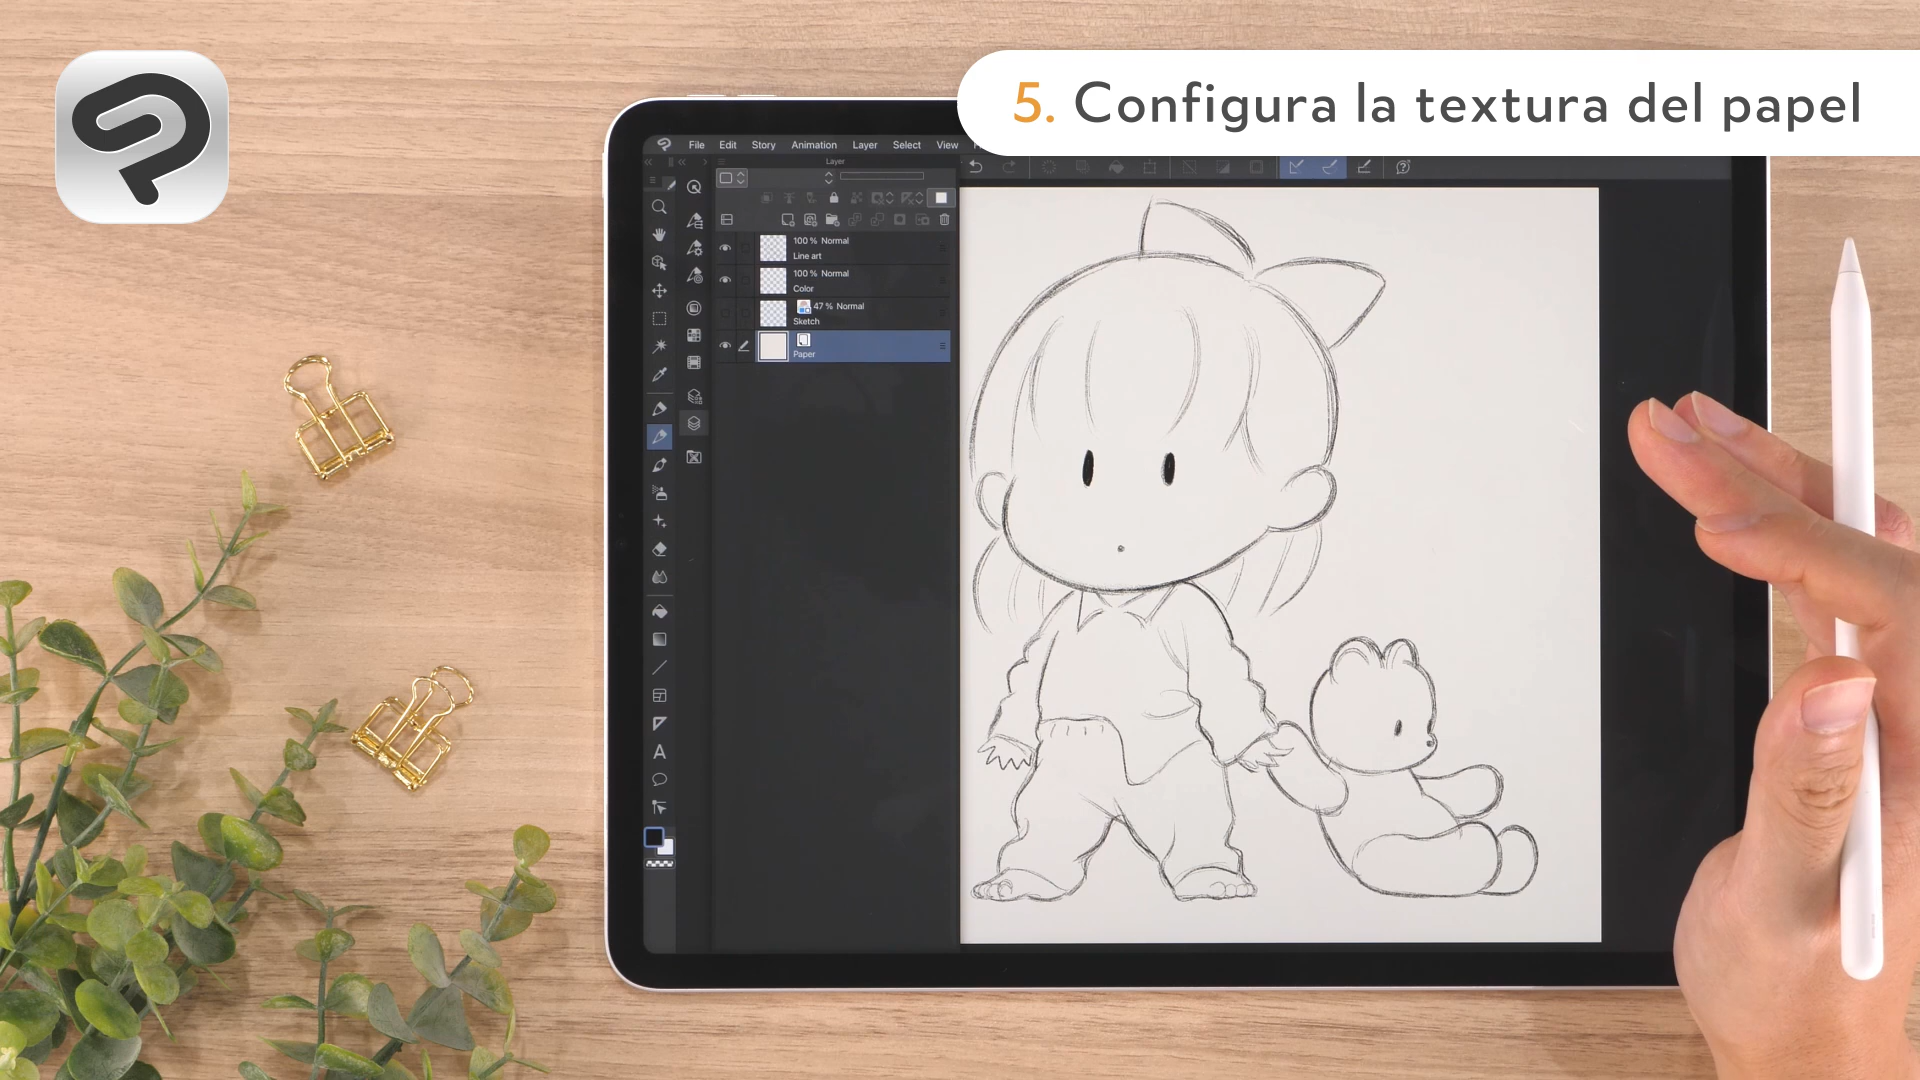 5. Configura la textura del papel
File Edit Story Animation Layer Select View
Layer
100 % Normal
Line art
100 % Normal
Color
47 % Normal
Sketch
Paper
A